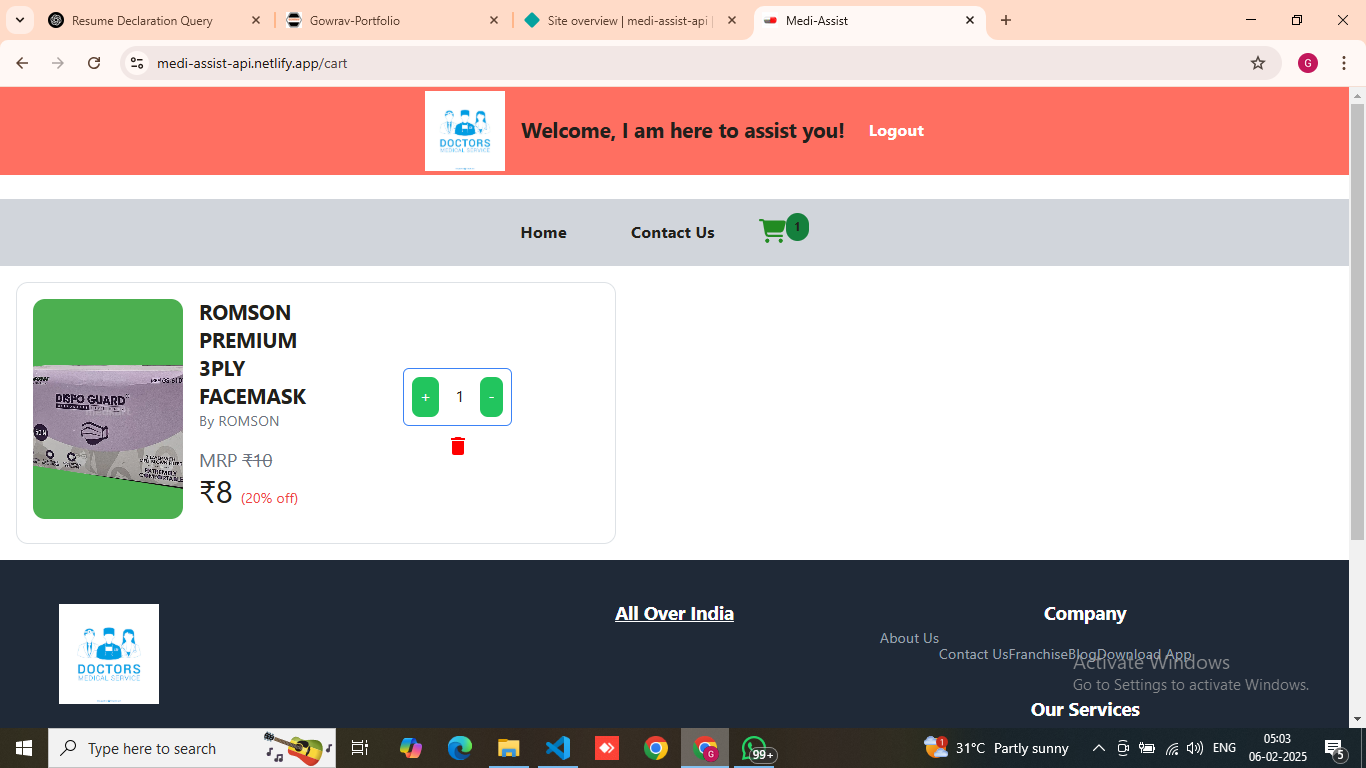 Resume Declaration Query
Gowrav-Portfolio
Site overview | medi-assist-api |
Medi-Assist
medi-assist-api.netlify.app/cart
G
DOCTORS
MEDICAL SERVICE
Welcome, I am here to assist you!
Logout
Home
Contact Us
1
DISPO GUARD
EXTREMELY
COMFORTABLE
ROMSON
PREMIUM
3PLY
FACEMASK
By ROMSON
MRP ₹10
₹8 (20% off)
+ 1 -
DOCTORS
MEDICAL SERVICE
All Over India
Company
About Us
Contact UsFranchiseBlogDownload App
Our Services
Activate Windows
Go to Settings to activate Windows.
Type here to search
G
99+
1
31°C Partly sunny
ENG
05:03
06-02-2025
5